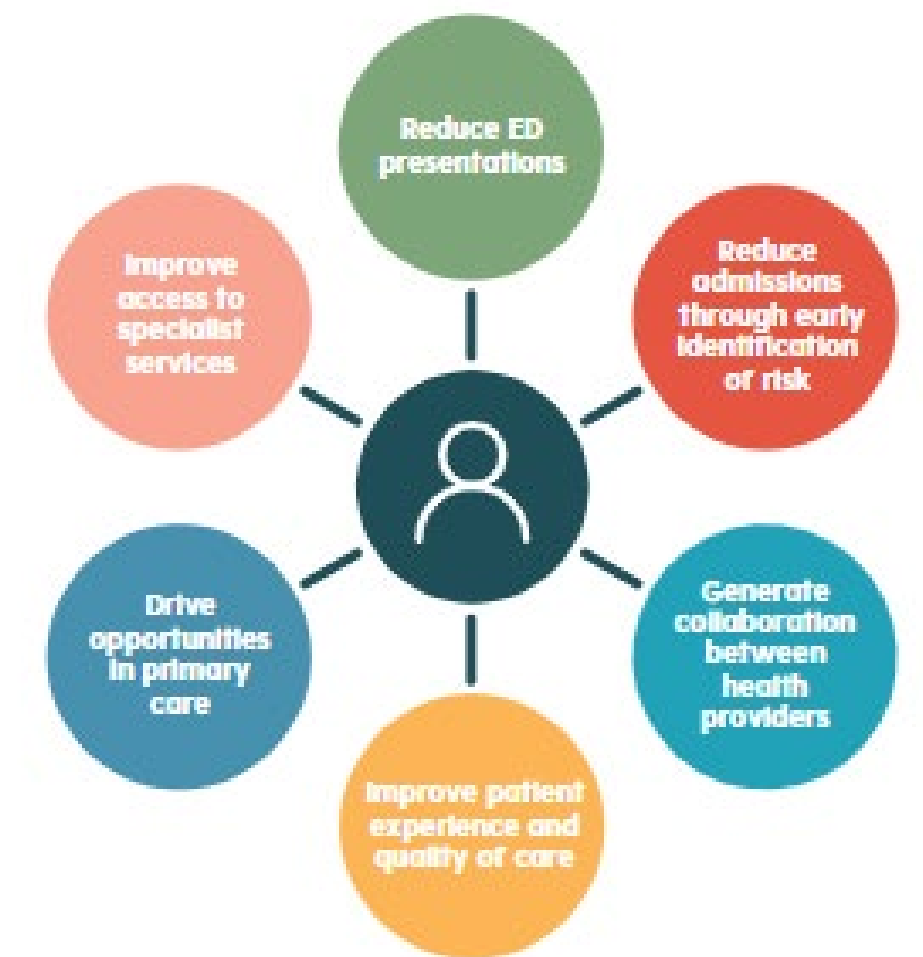 Reduce ED
presentations
Reduce
admissions
through early
identification
of risk
Generate
collaboration
between
health
providers
Improve patient
experience and
quality of care
Drive
opportunities
in primary
care
Improve
access to
specialist
services